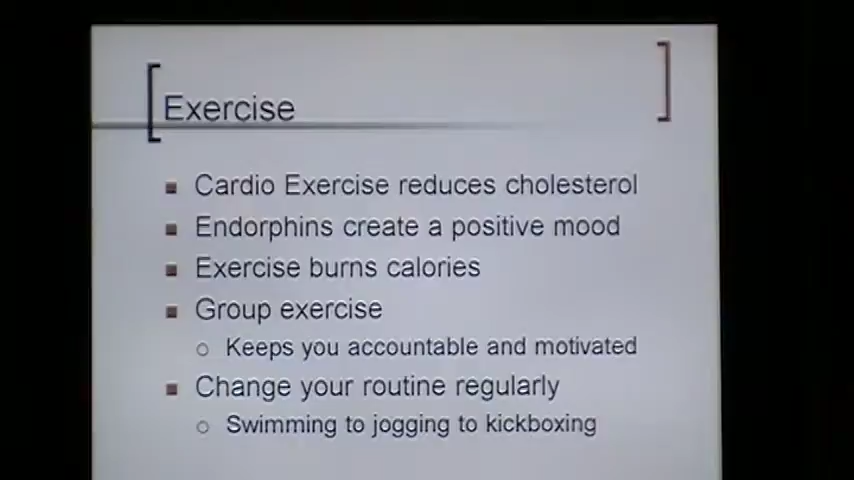 Exercise
Cardio Exercise reduces cholesterol
Endorphins create a positive mood
Exercise burns calories
Group exercise
Keeps you accountable and motivated
Change your routine regularly
Swimming to jogging to kickboxing